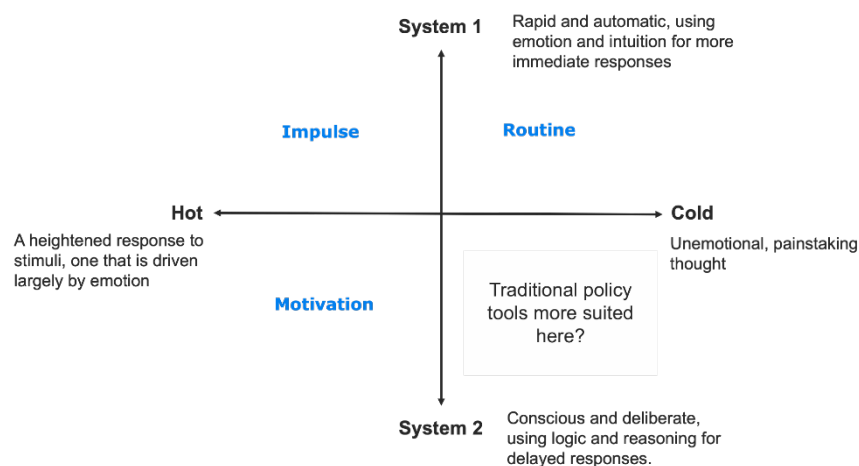 System 1
Rapid and automatic, using
emotion and intuition for more
immediate responses
Impulse
Routine
Hot
Cold
A heightened response to
stimuli, one that is driven
largely by emotion
Unemotional, painstaking
thought
Motivation
Traditional policy
tools more suited
here?
System 2
Conscious and deliberate,
using logic and reasoning for
delayed responses.